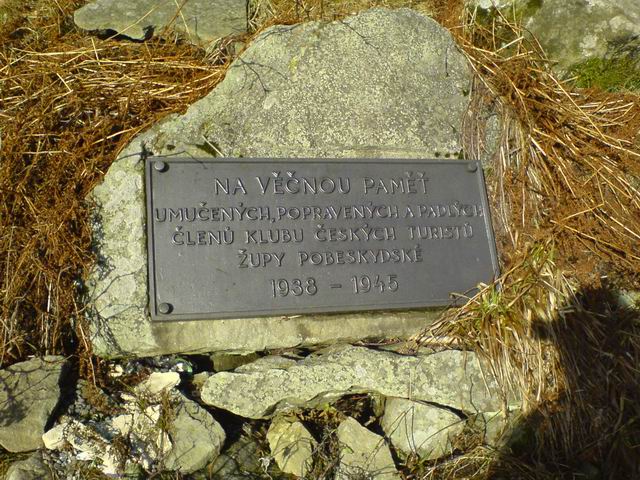 NA VĚČNOU PAMĚŤ
UMUČENÝCH, POPRAVENÝCH A PADLÝCH
ČLENŮ KLUBU ČESKÝCH TURISTŮ
ŽUPY POBESKYDSKÉ
1938 - 1945